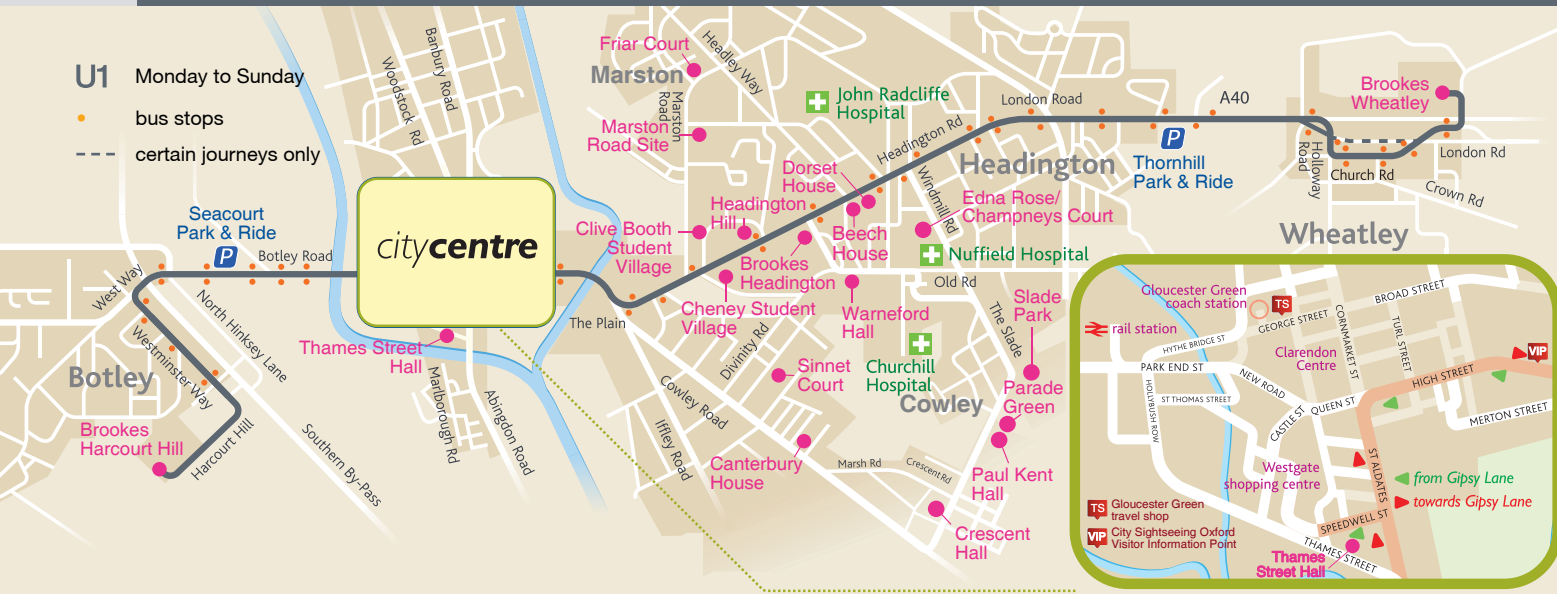 U1 Monday to Sunday
bus stops
certain journeys only
Seacourt
Park & Ride
Botley Road
West Way
North Hinksey Lane
Westminster Way
Botley
Brookes
Harcourt Hill
Harcourt Hill
Southern By-Pass
Woodstock Rd
Banbury Road
citycentre
Thames Street
Hall
Marlborough Rd
Abingdon Road
The Plain
Friar Court
Marston
Headley Way
Marston
Road
Marston
Road Site
John Radcliffe
Hospital
Headington Rd
London Road
A40
Headington
Thornhill
Park & Ride
Dorset
House
Headington
Hill
Clive Booth
Student
Village
Beech
House
Brookes
Headington
Windmill Rd
Edna Rose/
Champneys Court
Nuffield Hospital
Old Rd
Cheney Student
Village
Warneford
Hall
Divinity Rd
Sinnet
Court
Churchill
Hospital
The Slade
Slade
Park
Cowley
Parade
Green
Cowley Road
Iffley Road
Canterbury
House
Marsh Rd
Crescent Rd
Paul Kent
Hall
Crescent
Hall
Brookes
Wheatley
Holloway
Road
Church Rd
London Rd
Crown Rd
Wheatley
Gloucester Green
coach station
TS
rail station
GEORGE STREET
HYTHE BRIDGE ST
PARK END ST
HOLLYBUSH ROW
ST THOMAS STREET
NEW ROAD
CASTLE ST
QUEEN ST
Clarendon
Centre
CORNMARKET ST
TURL STREET
BROAD STREET
HIGH STREET
VIP
MERTON STREET
Westgate
shopping centre
ST ALDATES
SPEEDWELL ST
THAMES STREET
Thames
Street Hall
from Gipsy Lane
towards Gipsy Lane
TS Gloucester Green
travel shop
VIP City Sightseeing Oxford
Visitor Information Point
P
P